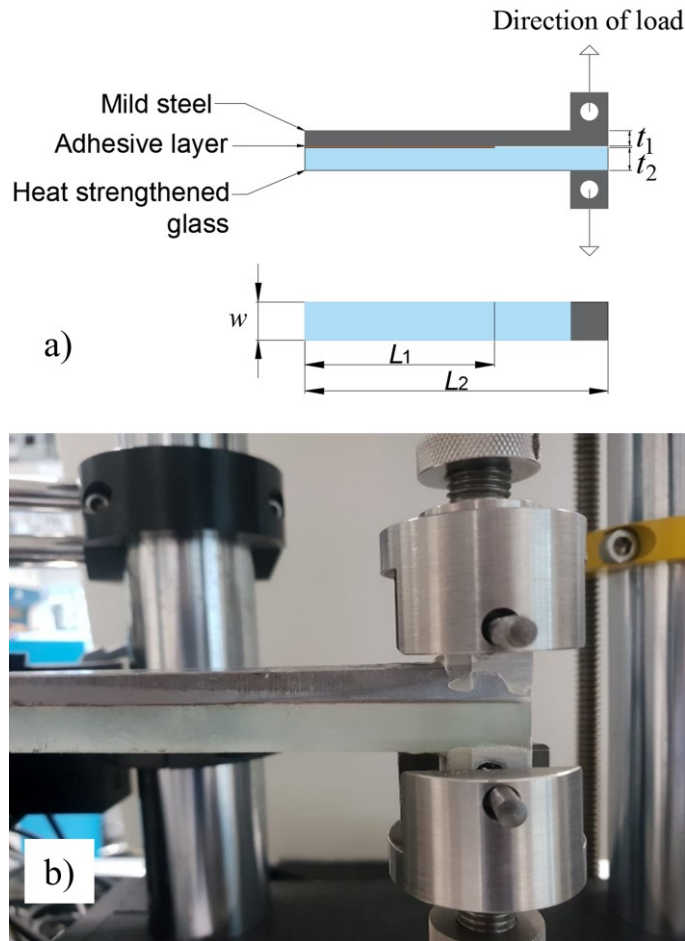 Direction of load
Mild steel
Adhesive layer
Heat strengthened
glass
t1
t2
w
a)
L1
L2
b)